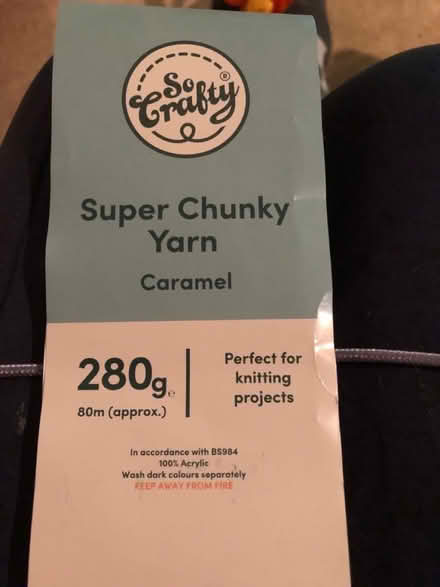 So
Crafty®
Super Chunky
Yarn
Caramel
280g e
80m (approx.)
Perfect for
knitting
projects
In accordance with BS984
100% Acrylic
Wash dark colours separately
KEEP AWAY FROM FIRE